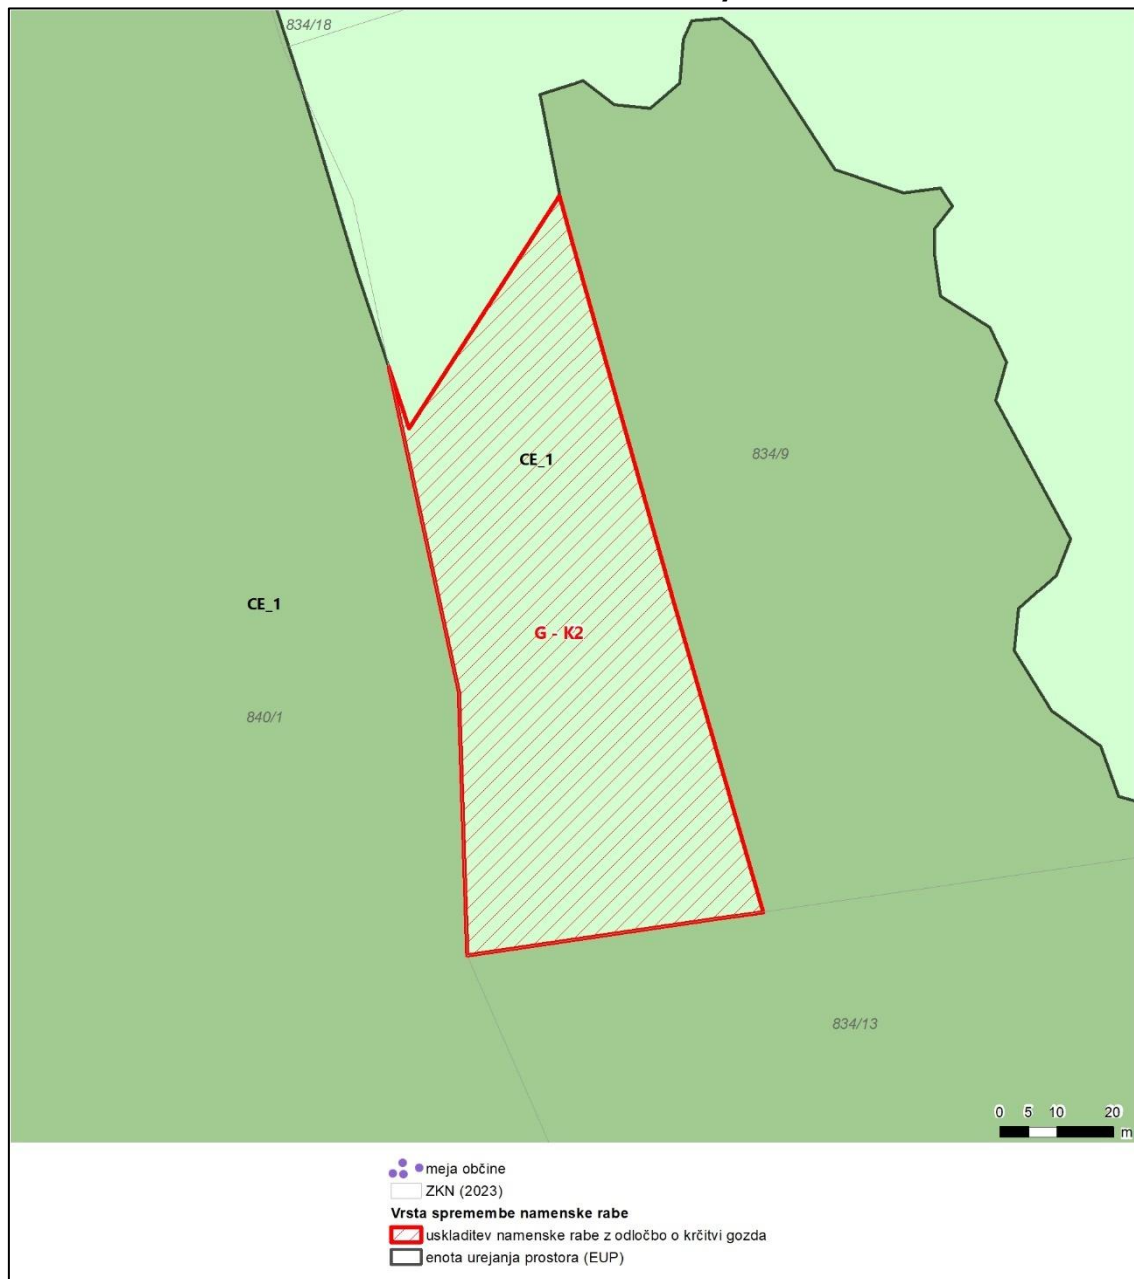 834/18
CE_1
834/9
CE_1
G - K2
840/1
834/13
0 5 10 20
m
meja občine
ZKN (2023)
Vrsta spremembe namenske rabe
uskladitev namenske rabe z odločbo o krčitvi gozda
enota urejanja prostora (EUP)